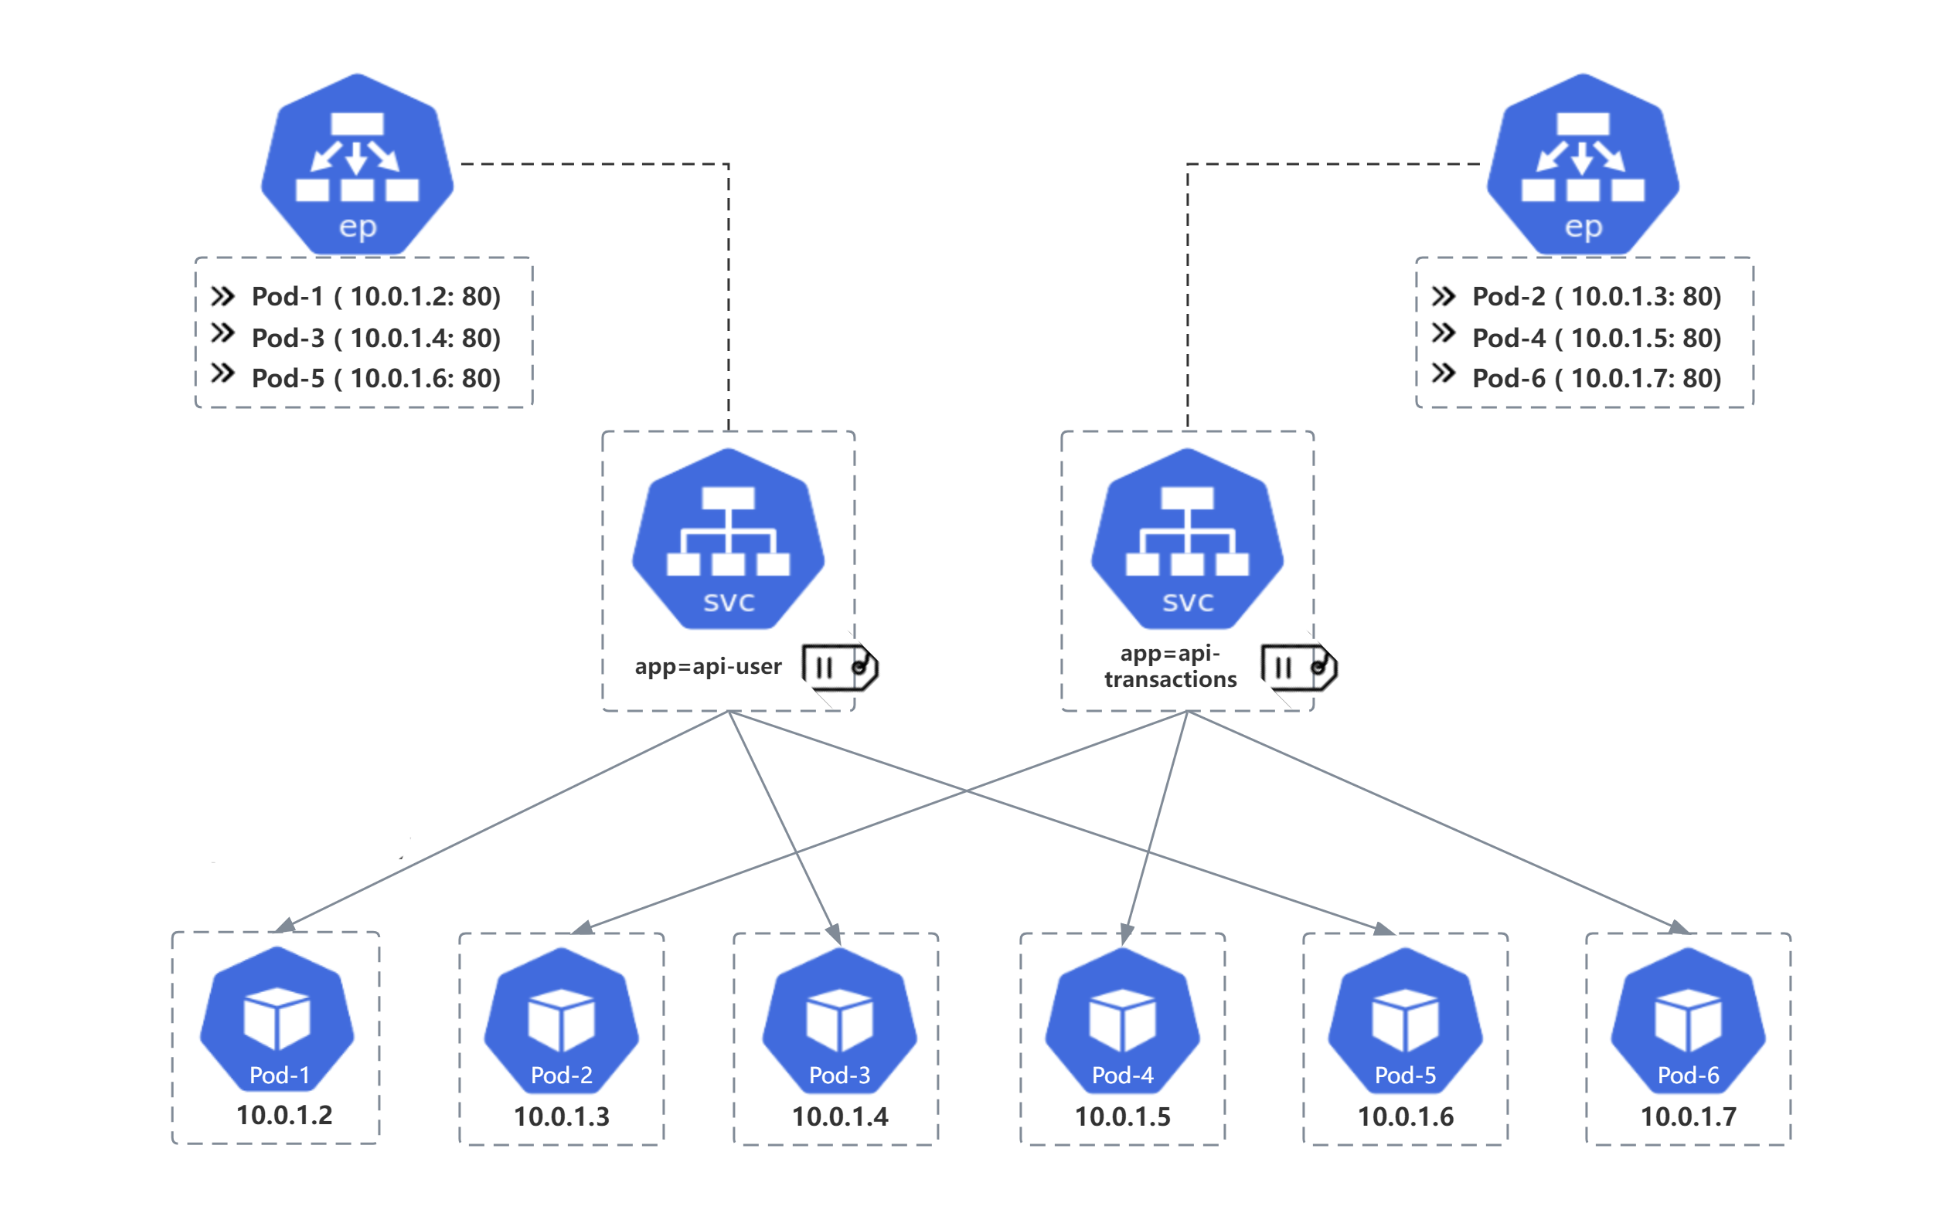 ep
ep
Pod-1 ( 10.0.1.2: 80)
Pod-3 ( 10.0.1.4: 80)
Pod-5 ( 10.0.1.6: 80)
Pod-2 ( 10.0.1.3: 80)
Pod-4 ( 10.0.1.5: 80)
Pod-6 ( 10.0.1.7: 80)
svc
app=api-user
svc
app=api-
transactions
Pod-1
10.0.1.2
Pod-2
10.0.1.3
Pod-3
10.0.1.4
Pod-4
10.0.1.5
Pod-5
10.0.1.6
Pod-6
10.0.1.7